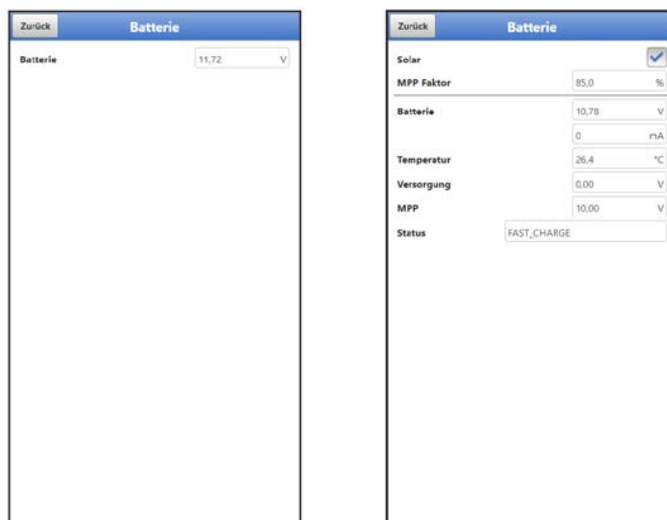 Zurück Batterie
Batterie 11,72 V
Zurück Batterie
Solar
MPP Faktor 85,0 %
Batterie 10,78 V
0 mA
Temperatur 26,4 °C
Versorgung 0,00 V
MPP 10,00 V
Status FAST_CHARGE